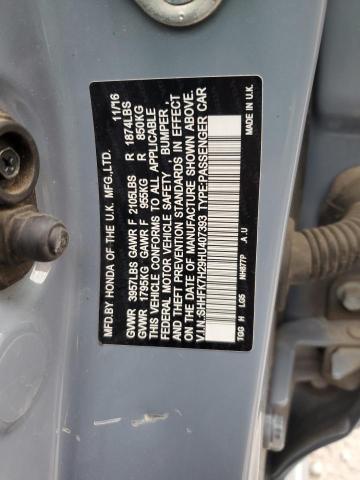 MFD.BY HONDA OF THE U.K. MFG.,LTD. 11/16
GVWR 3957LBS GAWR F 2105LBS R 1874LBS
GVWR 1795KG GAWR F 955KG R 850KG
THIS VEHICLE CONFORMS TO ALL APPLICABLE
FEDERAL MOTOR VEHICLE SAFETY , BUMPER ,
AND THEFT PREVENTION STANDARDS IN EFFECT
ON THE DATE OF MANUFACTURE SHOWN ABOVE .
V.I.N.:SHHFK7H29HU407393 TYPE:PASSENGER CAR
TGG H LG5 NH877P A U MADE IN U.K.